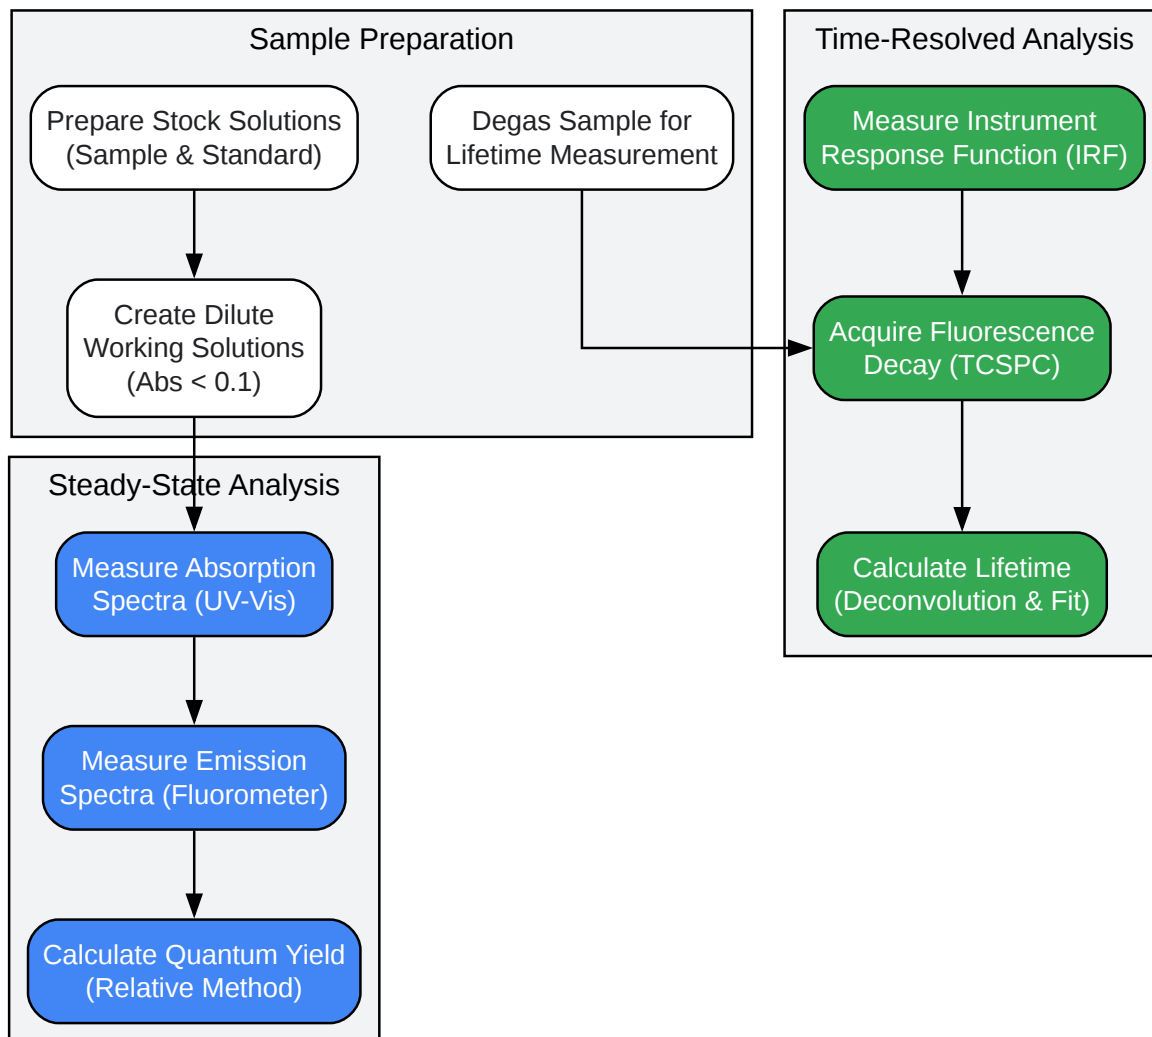 Sample Preparation
Prepare Stock Solutions
(Sample & Standard)
Degas Sample for
Lifetime Measurement
Create Dilute
Working Solutions
(Abs < 0.1)
Time-Resolved Analysis
Measure Instrument
Response Function (IRF)
Acquire Fluorescence
Decay (TCSPC)
Calculate Lifetime
(Deconvolution & Fit)
Steady-State Analysis
Measure Absorption
Spectra (UV-Vis)
Measure Emission
Spectra (Fluorometer)
Calculate Quantum Yield
(Relative Method)